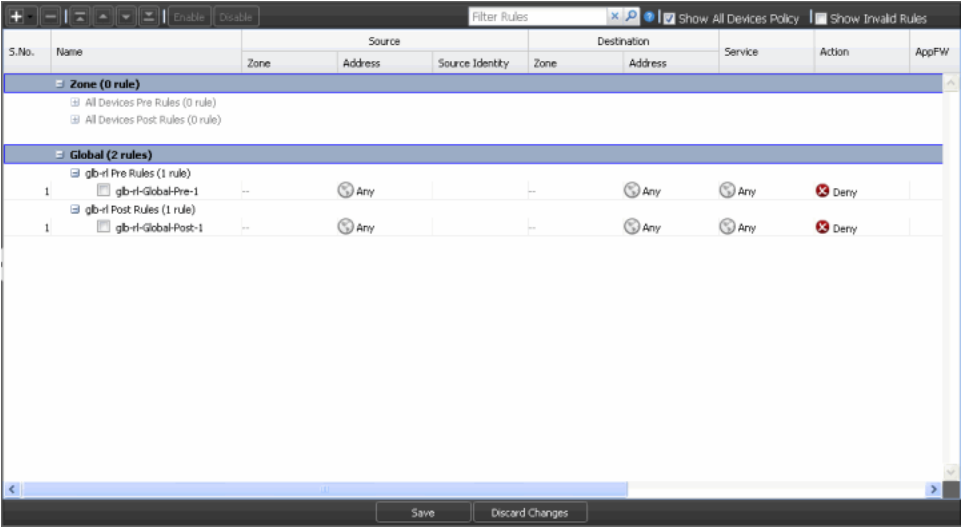 Enable Disable Filter Rules Show All Devices Policy Show Invalid Rules
Source Destination
S.No. Name Service Action AppFW
Zone Address Source Identity Zone Address
Zone (0 rule)
All Devices Pre Rules (0 rule)
All Devices Post Rules (0 rule)
Global (2 rules)
glb-rl Pre Rules (1 rule)
1 glb-rl-Global-Pre-1 -- Any -- Any Any Deny
glb-rl Post Rules (1 rule)
1 glb-rl-Global-Post-1 -- Any -- Any Any Deny
Save Discard Changes